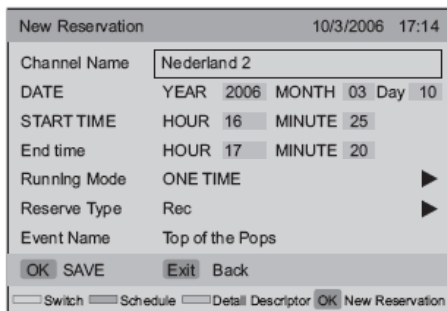 New Reservation 10/3/2006 17:14
Channel Name Nederland 2
DATE YEAR 2006 MONTH 03 Day 10
START TIME HOUR 16 MINUTE 25
End time HOUR 17 MINUTE 20
Running Mode ONE TIME
Reserve Type Rec
Event Name Top of the Pops
OK SAVE Exit Back
Switch Schedule Detail Descriptor OK New Reservation